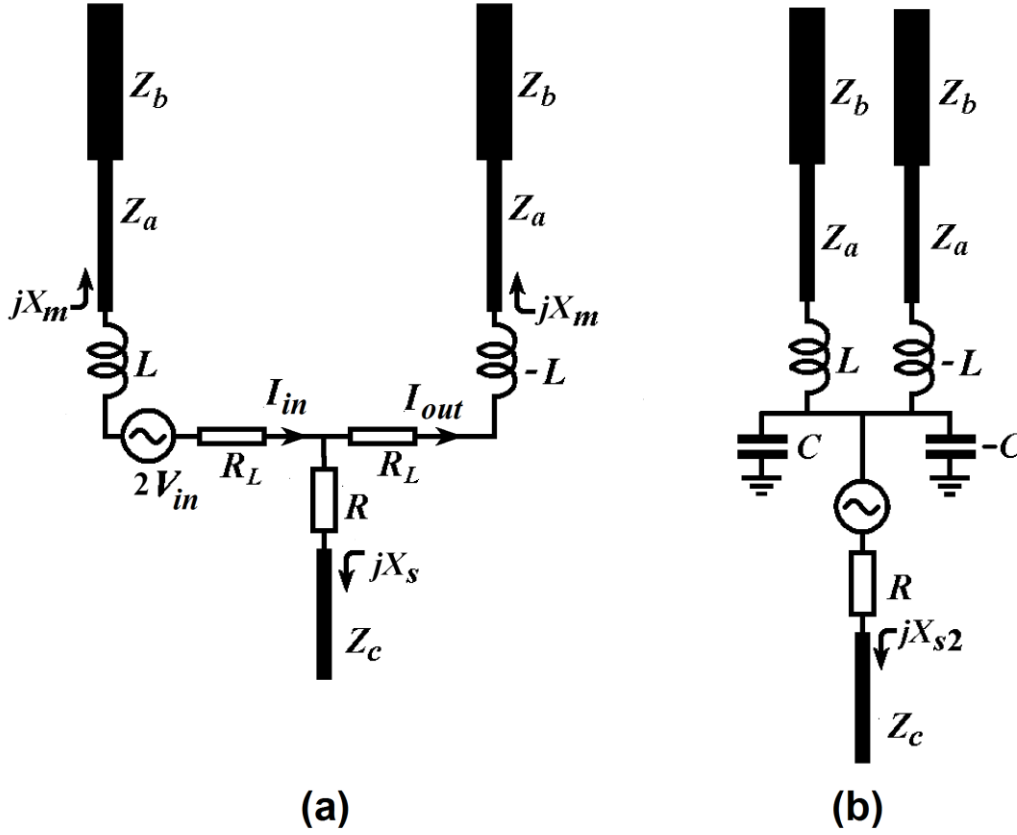 Z_b Z_b Z_b Z_b
Z_a Z_a Z_a Z_a
jX_m jX_m
L -L L -L
I_in I_out
2V_in R_L R_L C -C
R
jX_s R
Z_c jX_s2
Z_c
(a) (b)